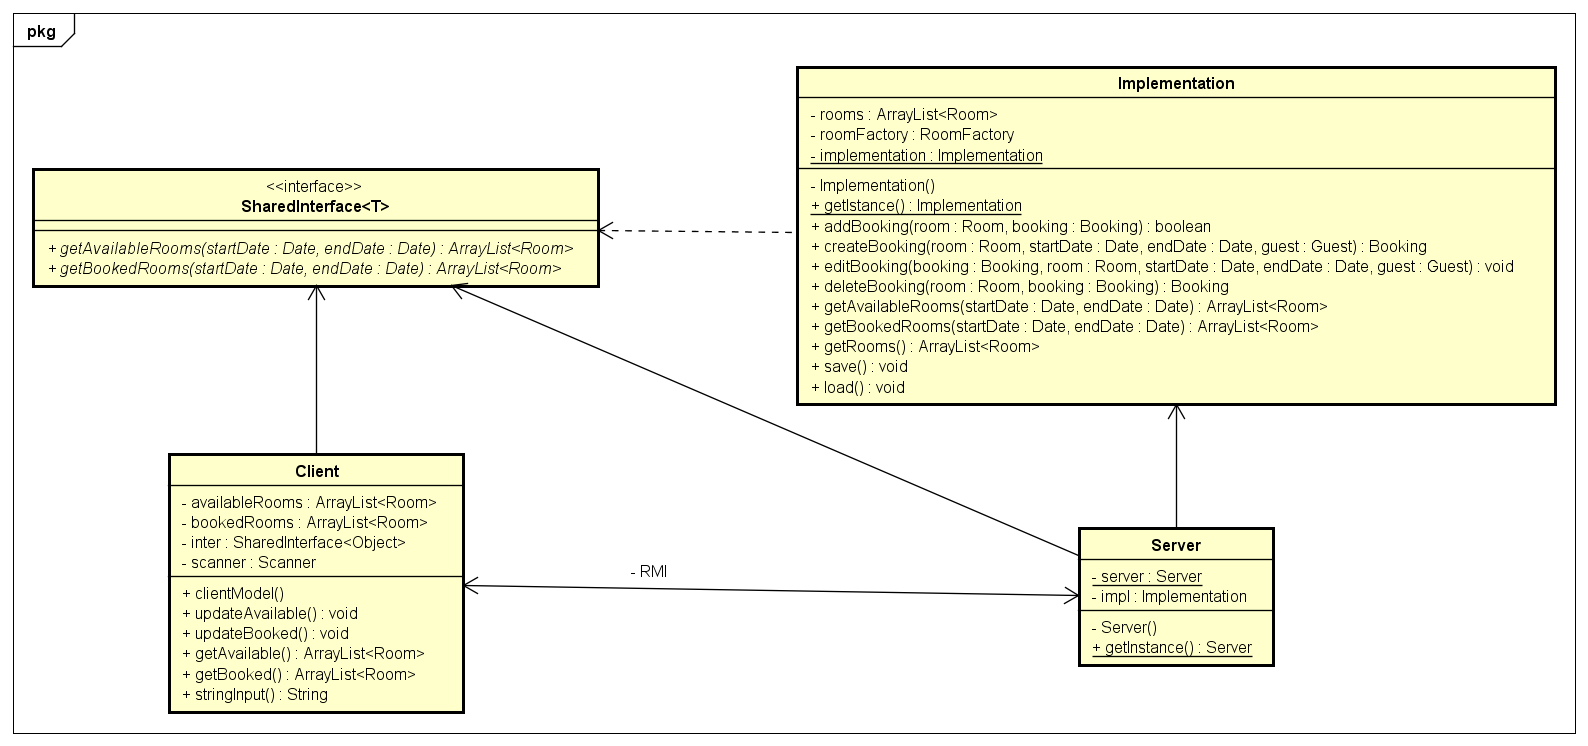 pkg
Implementation
- rooms : ArrayList<Room>
- roomFactory : RoomFactory
- implementation : Implementation
- Implementation()
+ getIstance() : Implementation
+ addBooking(room : Room, booking : Booking) : boolean
+ createBooking(room : Room, startDate : Date, endDate : Date, guest : Guest) : Booking
+ editBooking(booking : Booking, room : Room, startDate : Date, endDate : Date, guest : Guest) : void
+ deleteBooking(room : Room, booking : Booking) : Booking
+ getAvailableRooms(startDate : Date, endDate : Date) : ArrayList<Room>
+ getBookedRooms(startDate : Date, endDate : Date) : ArrayList<Room>
+ getRooms() : ArrayList<Room>
+ save() : void
+ load() : void
<<interface>>
SharedInterface<T>
+ getAvailableRooms(startDate : Date, endDate : Date) : ArrayList<Room>
+ getBookedRooms(startDate : Date, endDate : Date) : ArrayList<Room>
Client
- availableRooms : ArrayList<Room>
- bookedRooms : ArrayList<Room>
- inter : SharedInterface<Object>
- scanner : Scanner
+ clientModel()
+ updateAvailable() : void
+ updateBooked() : void
+ getAvailable() : ArrayList<Room>
+ getBooked() : ArrayList<Room>
+ stringInput() : String
- RMI
Server
- server : Server
- impl : Implementation
- Server()
+ getInstance() : Server